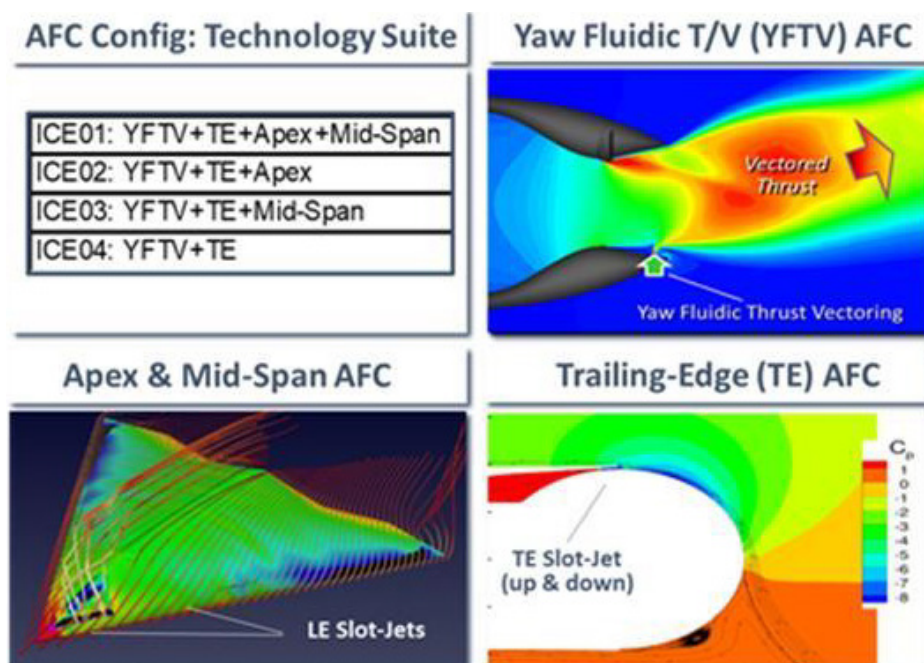 AFC Config: Technology Suite
ICE01: YFTV+TE+Apex+Mid-Span
ICE02: YFTV+TE+Apex
ICE03: YFTV+TE+Mid-Span
ICE04: YFTV+TE
Yaw Fluidic T/V (YFTV) AFC
Vectored
Thrust
Yaw Fluidic Thrust Vectoring
Apex & Mid-Span AFC
LE Slot-Jets
Trailing-Edge (TE) AFC
TE Slot-Jet
(up & down)
Cp
1
0
-1
-2
-3
-4
-5
-6
-7
-8